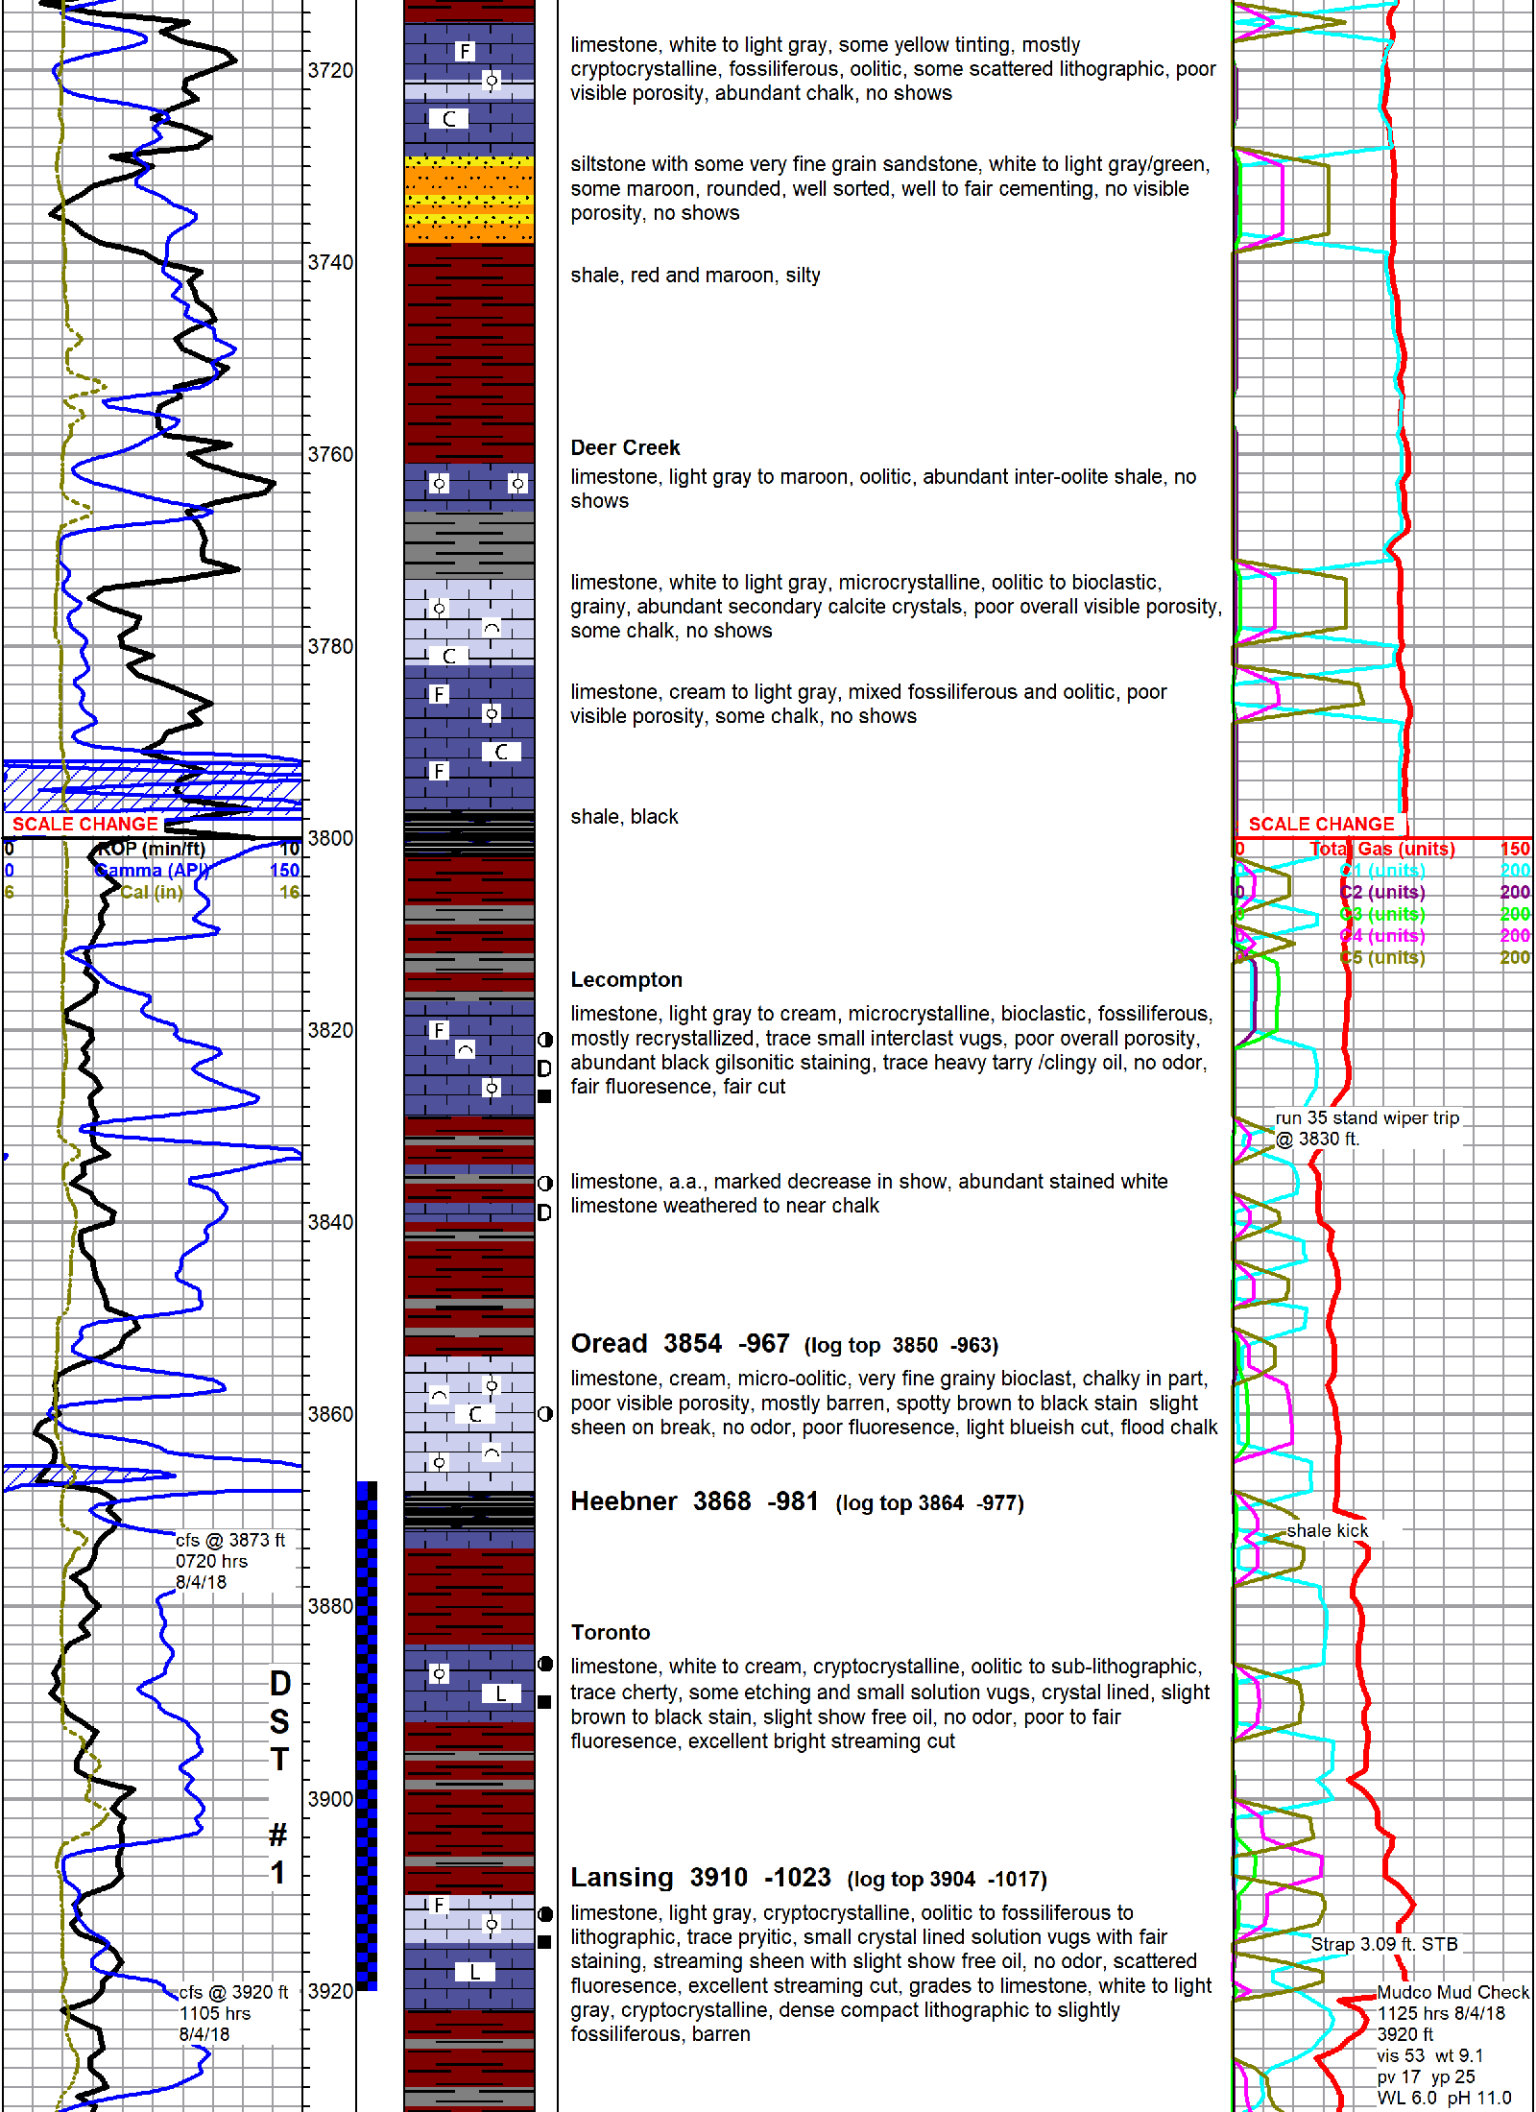 limestone, white to light gray, some yellow tinting, mostly
cryptocrystalline, fossiliferous, oolitic, some scattered lithographic, poor
visible porosity, abundant chalk, no shows
F
3720
C
siltstone with some very fine grain sandstone, white to light gray/green,
some maroon, rounded, well sorted, well to fair cementing, no visible
porosity, no shows
3740
shale, red and maroon, silty
Deer Creek
3760
limestone, light gray to maroon, oolitic, abundant inter-oolite shale, no
shows
limestone, white to light gray, microcrystalline, oolitic to bioclastic,
grainy, abundant secondary calcite crystals, poor overall visible porosity,
some chalk, no shows
3780
C
F
limestone, cream to light gray, mixed fossiliferous and oolitic, poor
visible porosity, some chalk, no shows
C
F
shale, black
SCALE CHANGE
SCALE CHANGE
3800
0 ROP (min/ft) 10
0 Gamma (API) 150
6 Cal (in) 16
0 Total Gas (units) 150
0 C1 (units) 200
0 C2 (units) 200
0 C3 (units) 200
0 C4 (units) 200
0 C5 (units) 200
Lecompton
limestone, light gray to cream, microcrystalline, bioclastic, fossiliferous,
mostly recrystallized, trace small interclast vugs, poor overall porosity,
abundant black gilsonitic staining, trace heavy tarry /clingy oil, no odor,
fair fluoresence, fair cut
3820
F
D
run 35 stand wiper trip
@ 3830 ft.
limestone, a.a., marked decrease in show, abundant stained white
limestone weathered to near chalk
D
3840
Oread 3854 -967 (log top 3850 -963)
limestone, cream, micro-oolitic, very fine grainy bioclast, chalky in part,
poor visible porosity, mostly barren, spotty brown to black stain slight
sheen on break, no odor, poor fluoresence, light blueish cut, flood chalk
3860
C
Heebner 3868 -981 (log top 3864 -977)
shale kick
cfs @ 3873 ft
0720 hrs
8/4/18
3880
Toronto
limestone, white to cream, cryptocrystalline, oolitic to sub-lithographic,
trace cherty, some etching and small solution vugs, crystal lined, slight
brown to black stain, slight show free oil, no odor, poor to fair
fluoresence, excellent bright streaming cut
L
D
S
T
#
1
3900
Lansing 3910 -1023 (log top 3904 -1017)
F
limestone, light gray, cryptocrystalline, oolitic to fossiliferous to
lithographic, trace pryitic, small crystal lined solution vugs with fair
staining, streaming sheen with slight show free oil, no odor, scattered
fluoresence, excellent streaming cut, grades to limestone, white to light
gray, cryptocrystalline, dense compact lithographic to slightly
fossiliferous, barren
L
Strap 3.09 ft. STB
3920
cfs @ 3920 ft
1105 hrs
8/4/18
Mudco Mud Check
1125 hrs 8/4/18
3920 ft
vis 53 wt 9.1
pv 17 yp 25
WL 6.0 pH 11.0